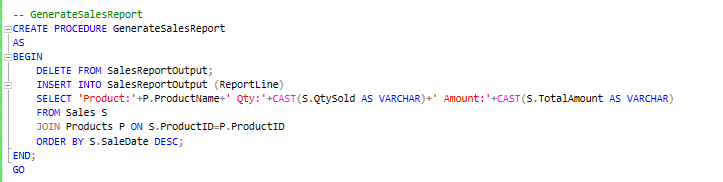 -- GenerateSalesReport
CREATE PROCEDURE GenerateSalesReport
AS
BEGIN
    DELETE FROM SalesReportOutput;
    INSERT INTO SalesReportOutput (ReportLine)
    SELECT 'Product:'+P.ProductName+' Qty:'+CAST(S.QtySold AS VARCHAR)+' Amount:'+CAST(S.TotalAmount AS VARCHAR)
    FROM Sales S
    JOIN Products P ON S.ProductID=P.ProductID
    ORDER BY S.SaleDate DESC;
END;
GO